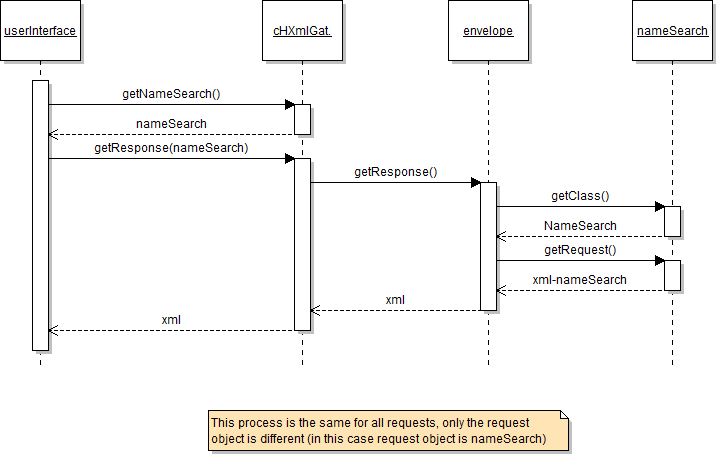 userInterface
cHXmlGat.
envelope
nameSearch
getNameSearch()
nameSearch
getResponse(nameSearch)
getResponse()
getClass()
NameSearch
getRequest()
xml-nameSearch
xml
xml
This process is the same for all requests, only the request
object is different (in this case request object is nameSearch)